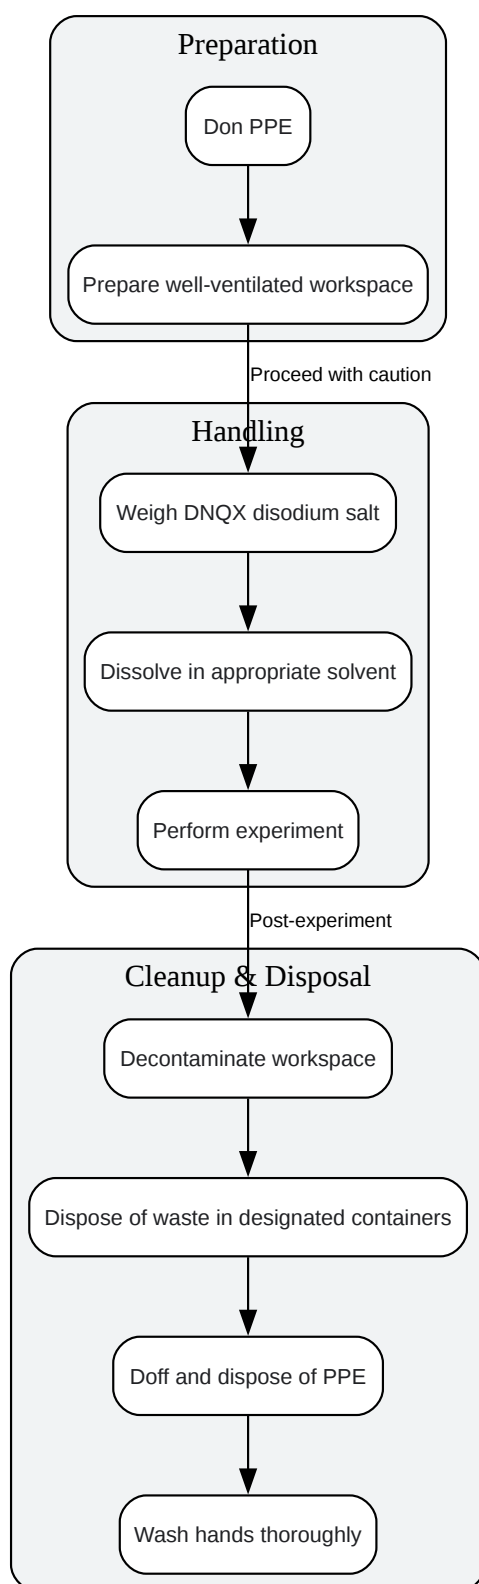 Preparation
Don PPE
Prepare well-ventilated workspace
Proceed with caution
Handling
Weigh DNQX disodium salt
Dissolve in appropriate solvent
Perform experiment
Post-experiment
Cleanup & Disposal
Decontaminate workspace
Dispose of waste in designated containers
Doff and dispose of PPE
Wash hands thoroughly